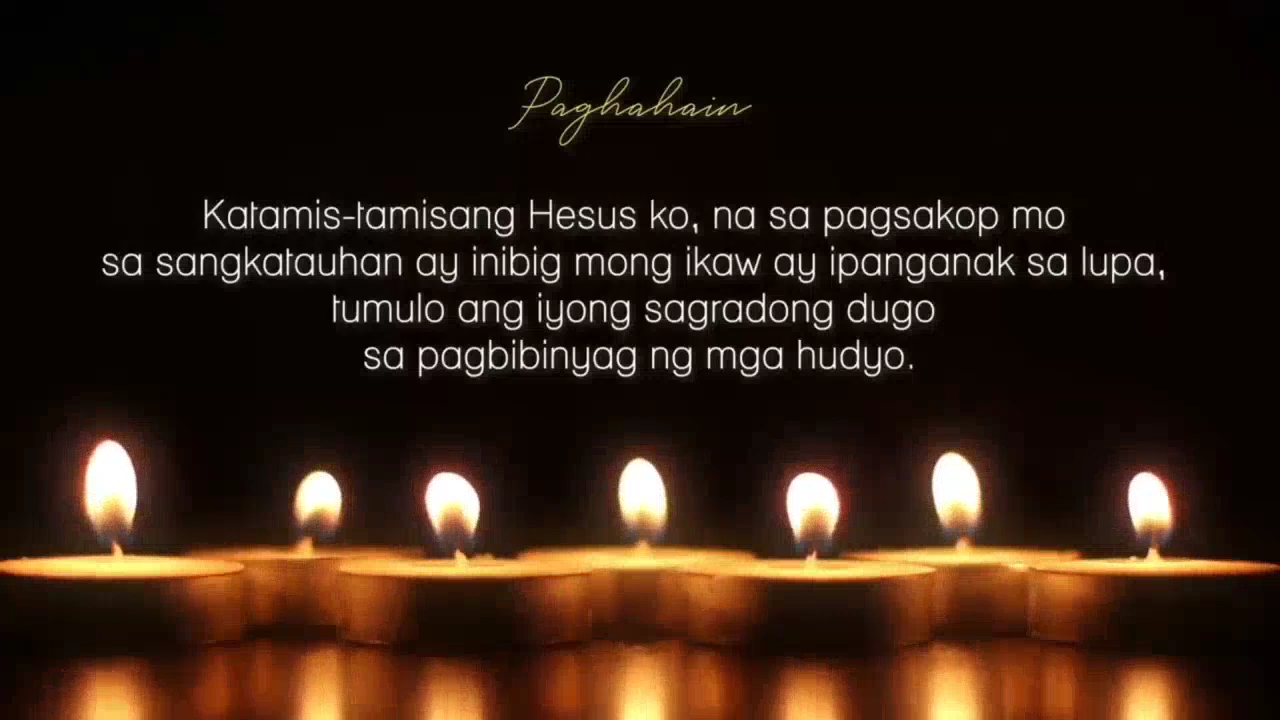 Paghahain
Katamis-tamisang Hesus ko, na sa pagsakop mo
sa sangkatauhan ay inibig mong ikaw ay ipanganak sa lupa,
tumulo ang iyong sagradong dugo
sa pagbibinyag ng mga hudyo.